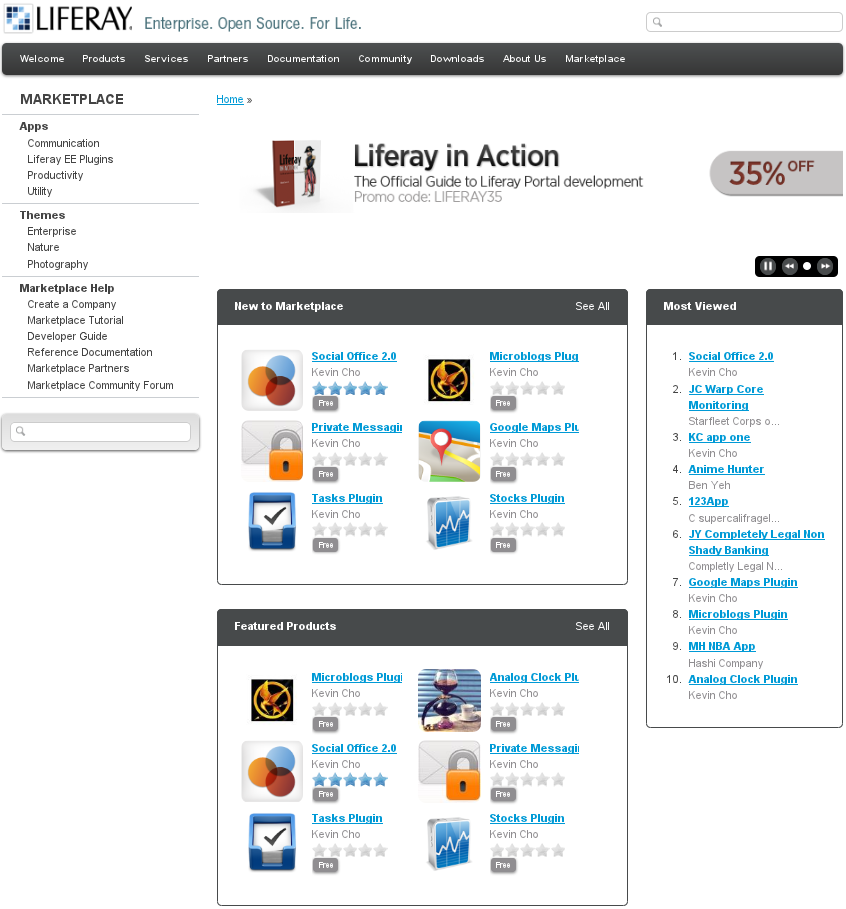 LIFERAY. Enterprise. Open Source. For Life.
Welcome Products Services Partners Documentation Community Downloads About Us Marketplace
MARKETPLACE
Apps
Communication
Liferay EE Plugins
Productivity
Utility
Themes
Enterprise
Nature
Photography
Marketplace Help
Create a Company
Marketplace Tutorial
Developer Guide
Reference Documentation
Marketplace Partners
Marketplace Community Forum
Home »
Liferay
IN ACTION
Liferay in Action
The Official Guide to Liferay Portal development
Promo code: LIFERAY35
35% OFF
New to Marketplace See All
Social Office 2.0
Kevin Cho
Free
Microblogs Plug
Kevin Cho
Free
Private Messagin
Kevin Cho
Free
Google Maps Plu
Kevin Cho
Free
Tasks Plugin
Kevin Cho
Free
Stocks Plugin
Kevin Cho
Free
Featured Products See All
Microblogs Plugi
Kevin Cho
Free
Analog Clock Plu
Kevin Cho
Free
Social Office 2.0
Kevin Cho
Free
Private Messagin
Kevin Cho
Free
Tasks Plugin
Kevin Cho
Free
Stocks Plugin
Kevin Cho
Free
Most Viewed
1. Social Office 2.0
Kevin Cho
2. JC Warp Core
Monitoring
Starfleet Corps o...
3. KC app one
Kevin Cho
4. Anime Hunter
Ben Yeh
5. 123App
C supercalifragel...
6. JY Completely Legal Non
Shady Banking
Completly Legal N...
7. Google Maps Plugin
Kevin Cho
8. Microblogs Plugin
Kevin Cho
9. MH NBA App
Hashi Company
10. Analog Clock Plugin
Kevin Cho